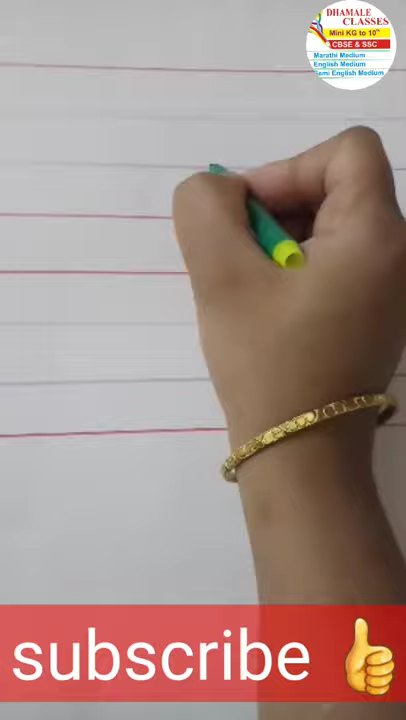 DHAMALE
CLASSES
Mini KG to 10th
CBSE & SSC
Marathi Medium
English Medium
Semi English Medium
subscribe